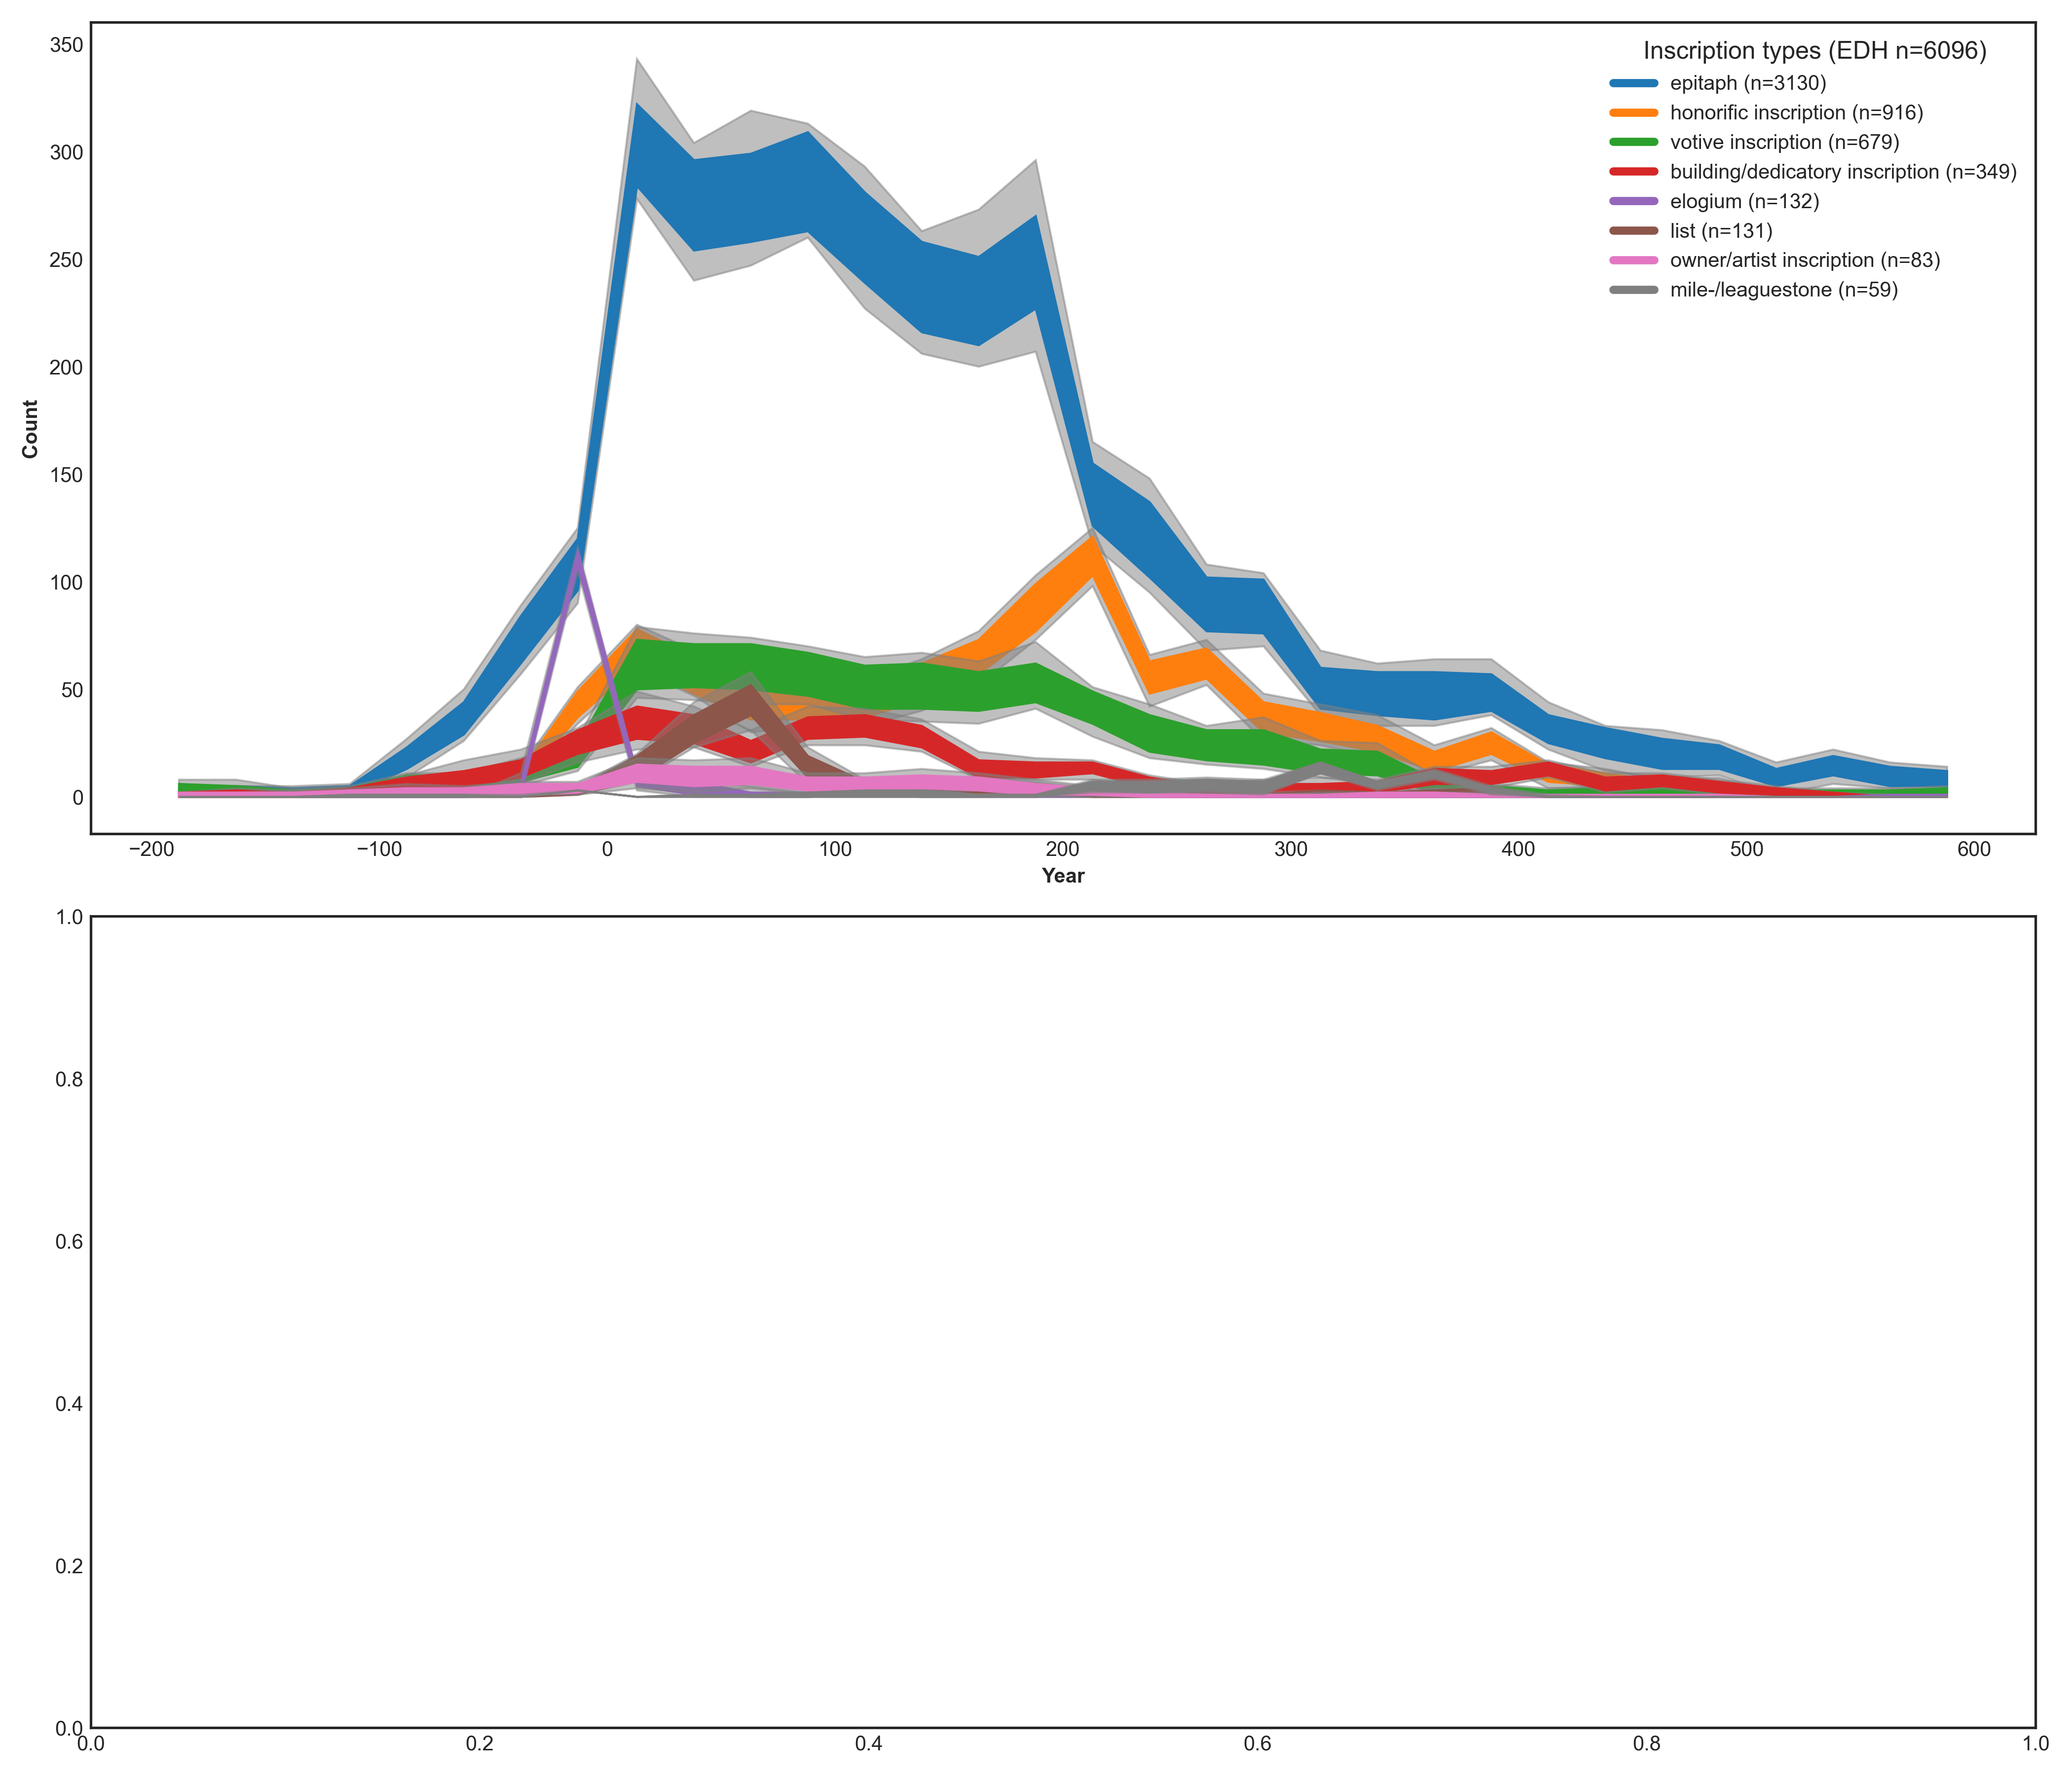 350
300
250
200
150
100
50
0
Count
Inscription types (EDH n=6096)
epitaph (n=3130)
honorific inscription (n=916)
votive inscription (n=679)
building/dedicatory inscription (n=349)
elogium (n=132)
list (n=131)
owner/artist inscription (n=83)
mile-/leaguestone (n=59)
−200 −100 0 100 200 300 400 500 600
Year
1.0
0.8
0.6
0.4
0.2
0.0
0.0 0.2 0.4 0.6 0.8 1.0